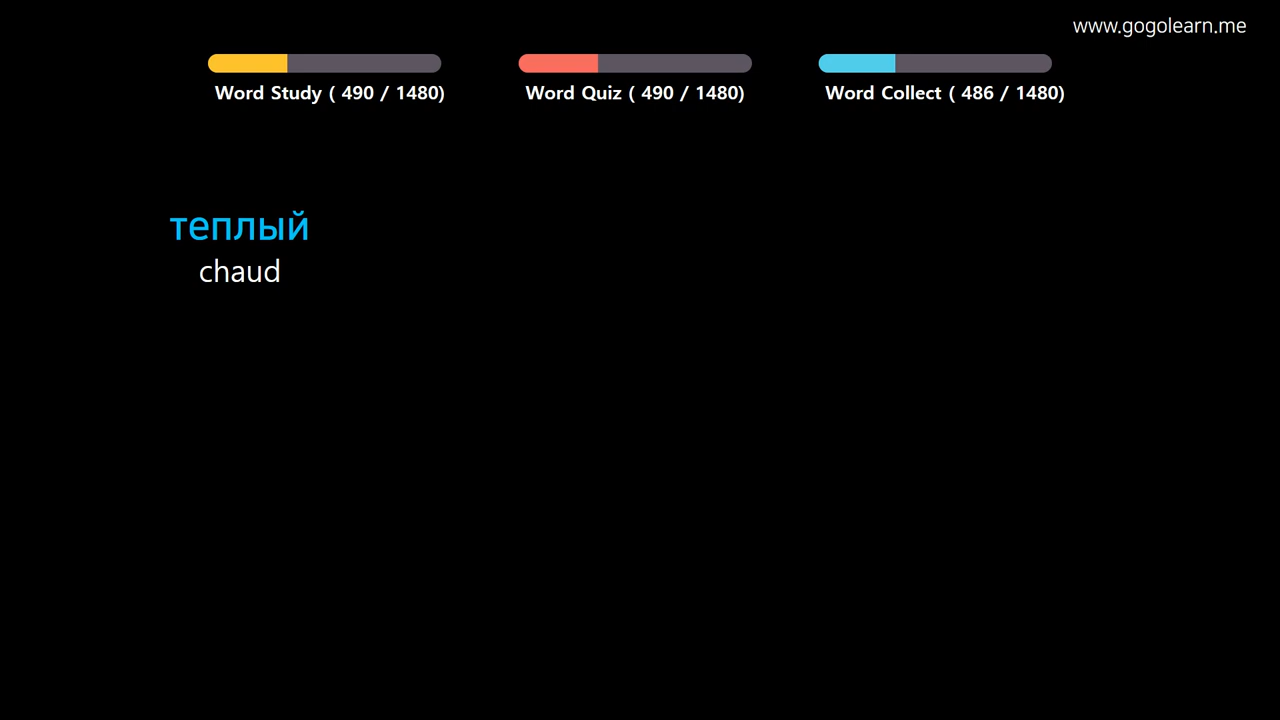 www.gogolearn.me
Word Study ( 490 / 1480)
Word Quiz ( 490 / 1480)
Word Collect ( 486 / 1480)
теплый
chaud